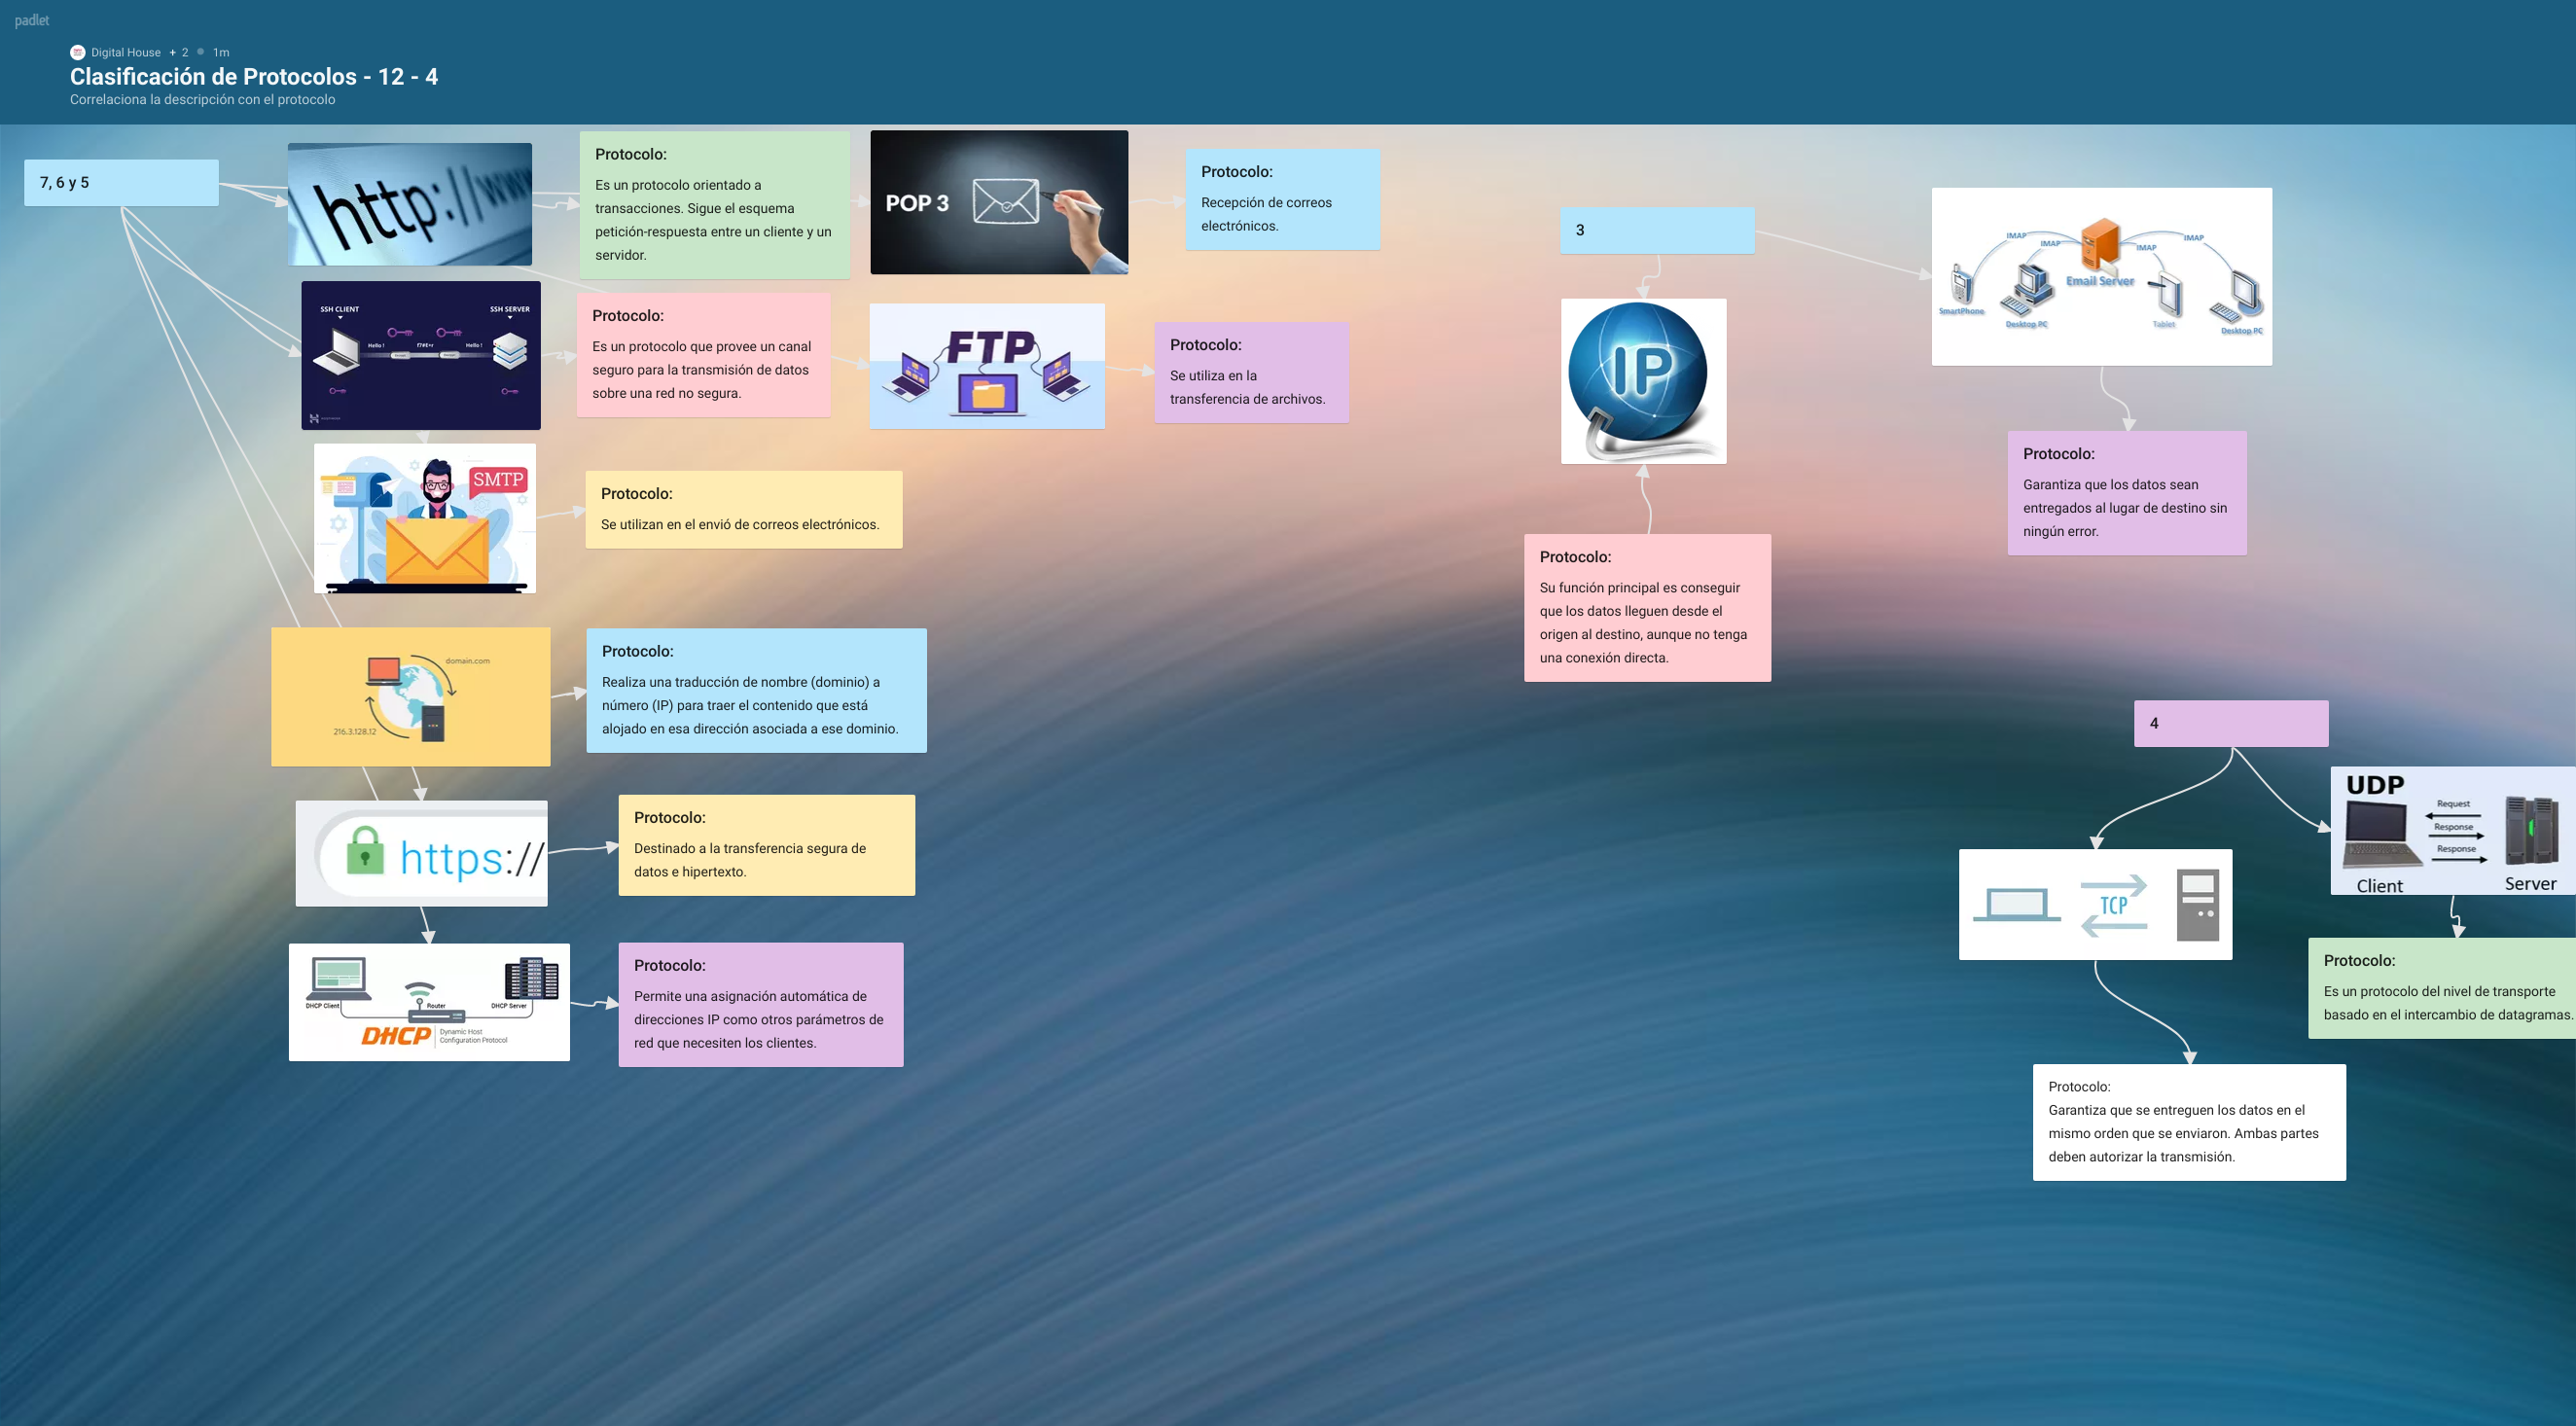 padlet
Digital House + 2 • 1m
Clasificación de Protocolos - 12 - 4
Correlaciona la descripción con el protocolo
7, 6 y 5
http://www
Protocolo:
Es un protocolo orientado a
transacciones. Sigue el esquema
petición-respuesta entre un cliente y un
servidor.
POP 3
Protocolo:
Recepción de correos
electrónicos.
SSH CLIENT
SSH SERVER
Hello !
Hello !
Protocolo:
Es un protocolo que provee un canal
seguro para la transmisión de datos
sobre una red no segura.
FTP
Protocolo:
Se utiliza en la
transferencia de archivos.
SMTP
Protocolo:
Se utilizan en el envió de correos electrónicos.
domain.com
216.3.128.12
Protocolo:
Realiza una traducción de nombre (dominio) a
número (IP) para traer el contenido que está
alojado en esa dirección asociada a ese dominio.
https://
Protocolo:
Destinado a la transferencia segura de
datos e hipertexto.
DHCP Client
Router
DHCP Server
DHCP
Dynamic Host
Configuration Protocol
Protocolo:
Permite una asignación automática de
direcciones IP como otros parámetros de
red que necesiten los clientes.
3
IP
Protocolo:
Su función principal es conseguir
que los datos lleguen desde el
origen al destino, aunque no tenga
una conexión directa.
IMAP
IMAP
IMAP
IMAP
Email Server
SmartPhone
Desktop PC
Tablet
Desktop PC
Protocolo:
Garantiza que los datos sean
entregados al lugar de destino sin
ningún error.
4
UDP
Request
Response
Response
Client
Server
Protocolo:
Es un protocolo del nivel de transporte
basado en el intercambio de datagramas.
TCP
Protocolo:
Garantiza que se entreguen los datos en el
mismo orden que se enviaron. Ambas partes
deben autorizar la transmisión.